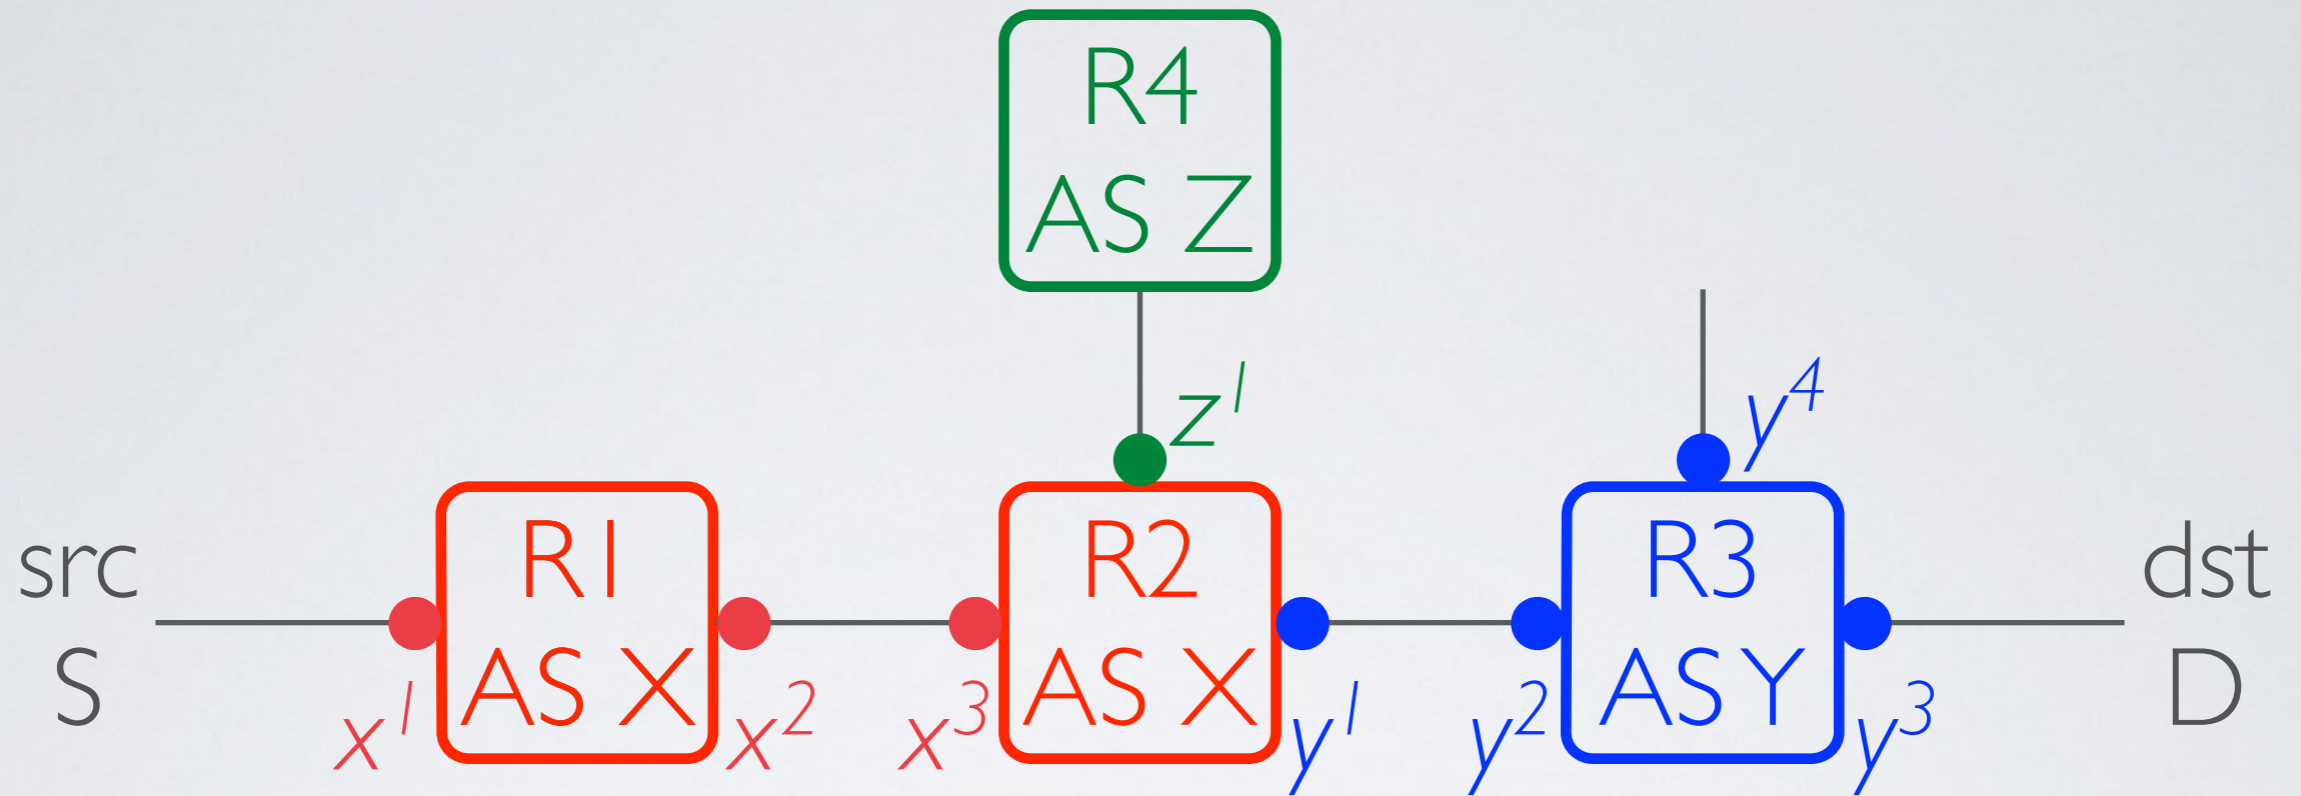 R4
AS Z
z¹
y⁴
src
S
R1
AS X
R2
AS X
R3
AS Y
dst
D
x¹
x²
x³
y¹
y²
y³